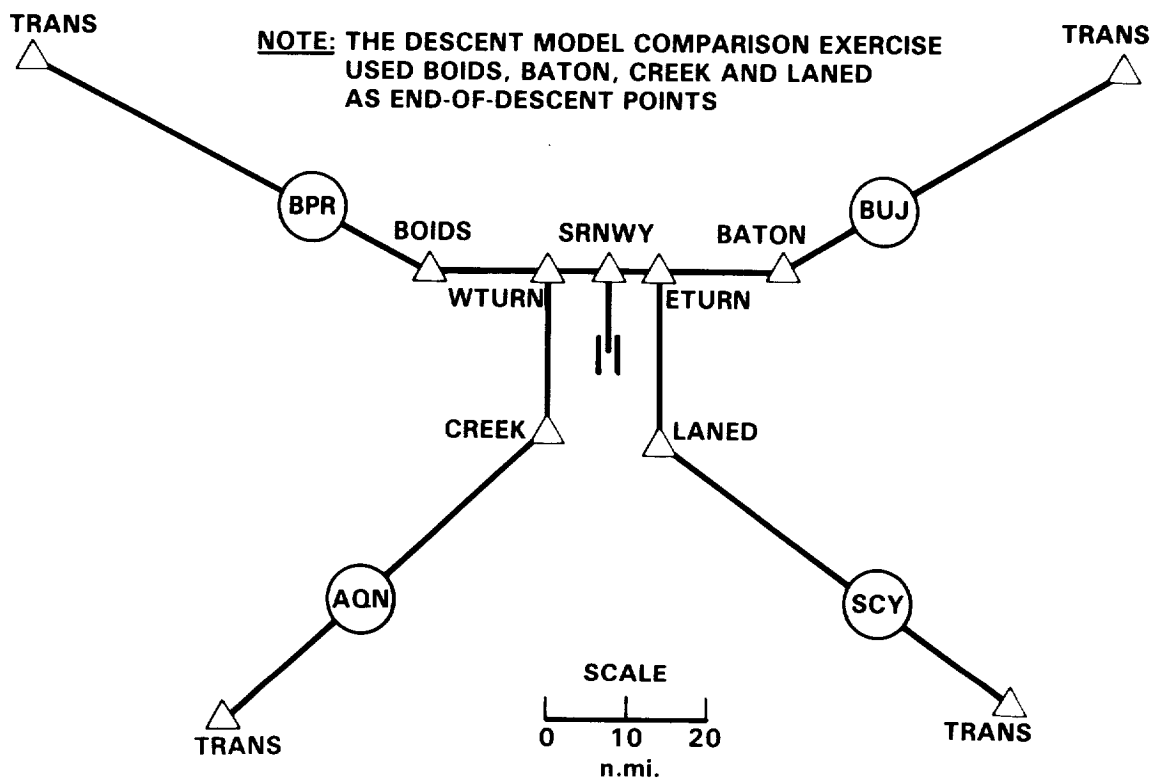 TRANS
NOTE: THE DESCENT MODEL COMPARISON EXERCISE
USED BOIDS, BATON, CREEK AND LANED
AS END-OF-DESCENT POINTS
TRANS
BPR
BUJ
BOIDS
SRNWY
BATON
WTURN
ETURN
CREEK
LANED
AQN
SCY
SCALE
TRANS
TRANS
0 10 20
n.mi.